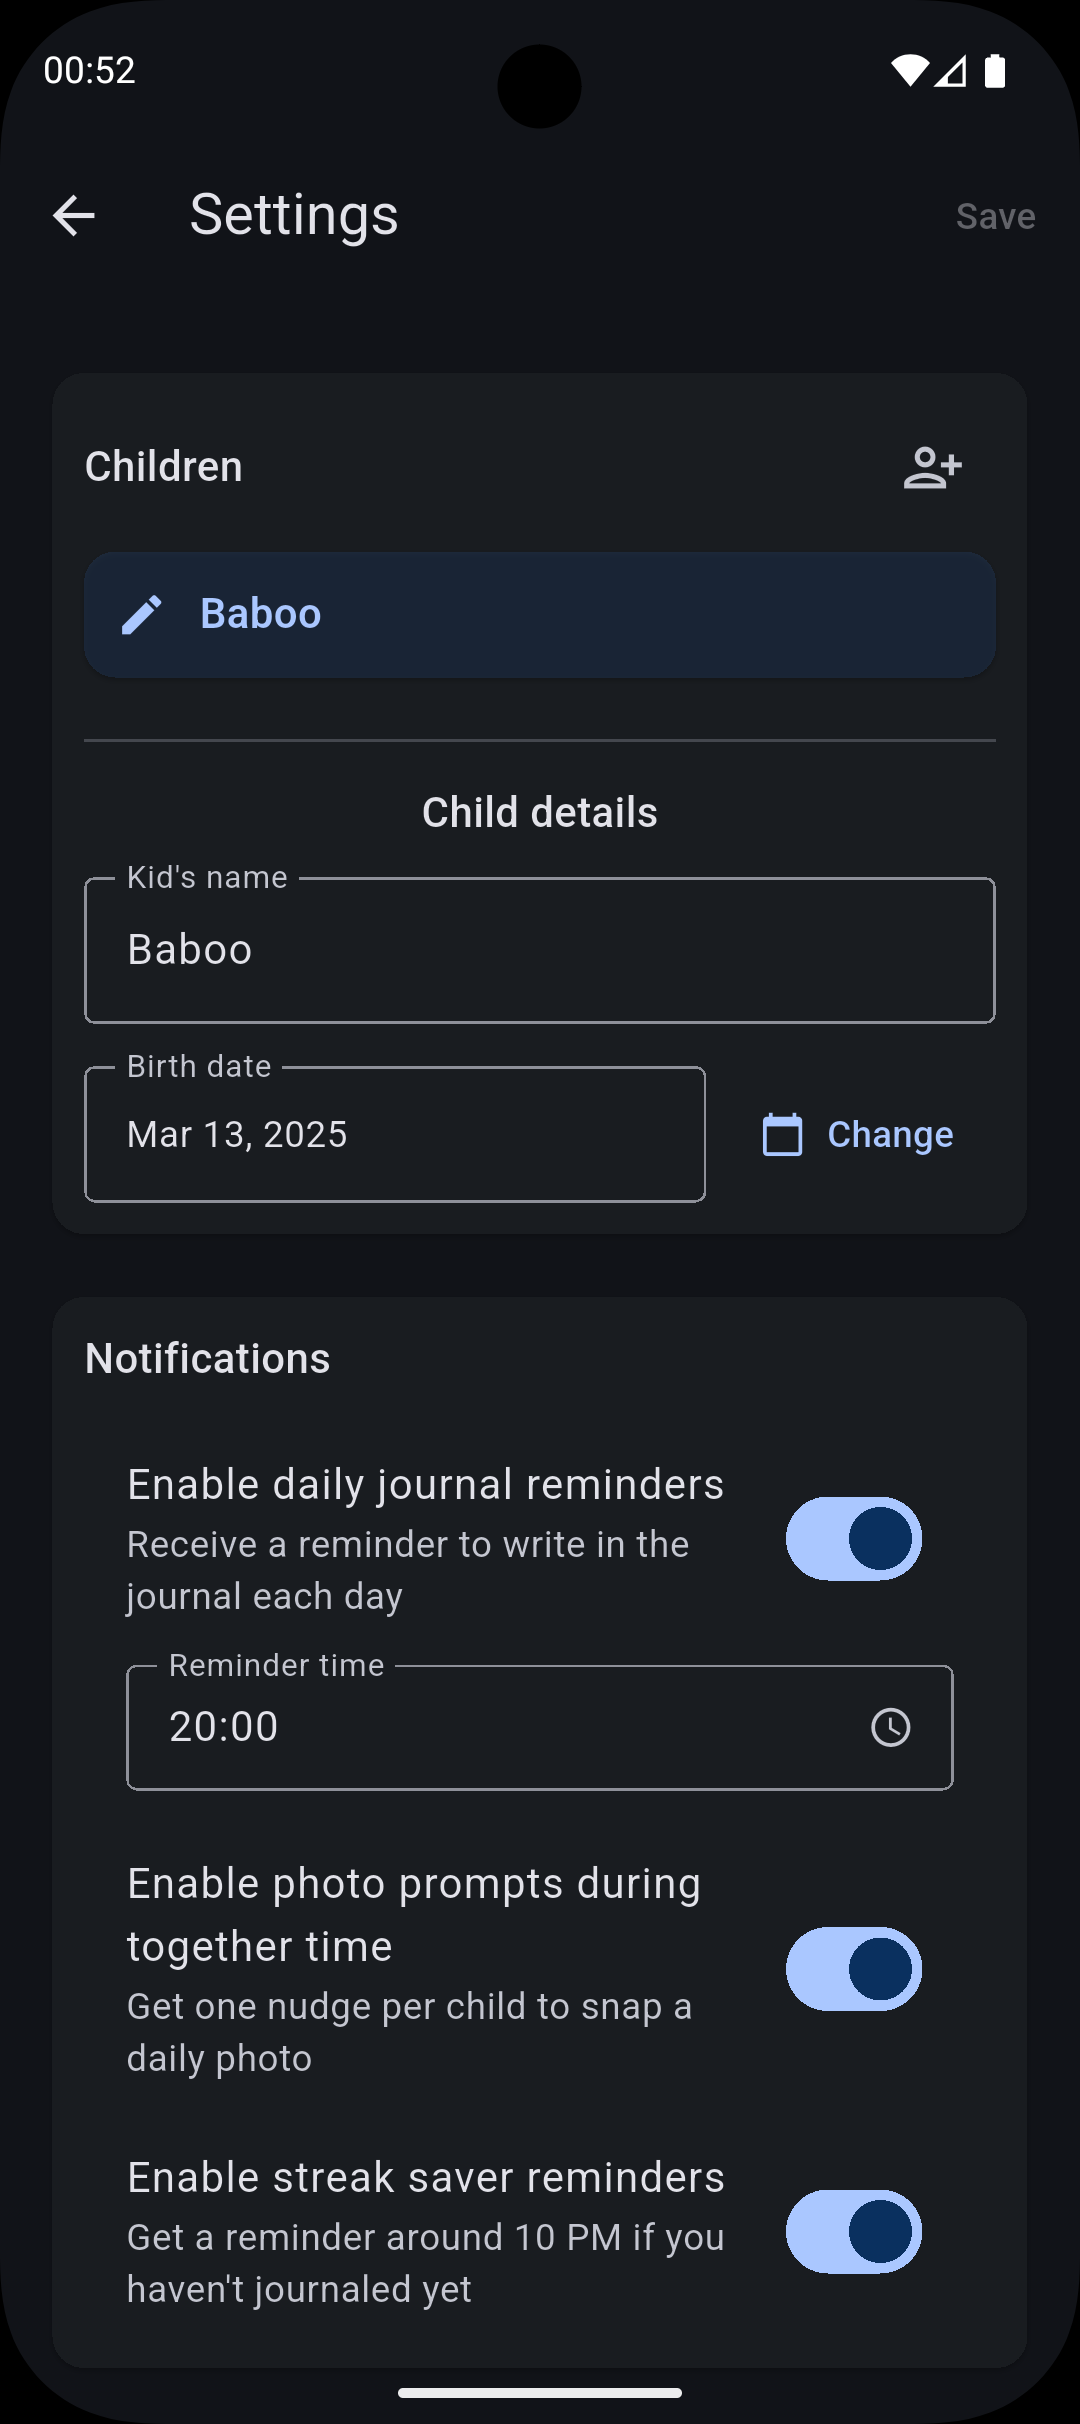 00:52
Settings
Save
Children
Baboo
Child details
Kid's name
Baboo
Birth date
Mar 13, 2025
Change
Notifications
Enable daily journal reminders
Receive a reminder to write in the
journal each day
Reminder time
20:00
Enable photo prompts during
together time
Get one nudge per child to snap a
daily photo
Enable streak saver reminders
Get a reminder around 10 PM if you
haven't journaled yet